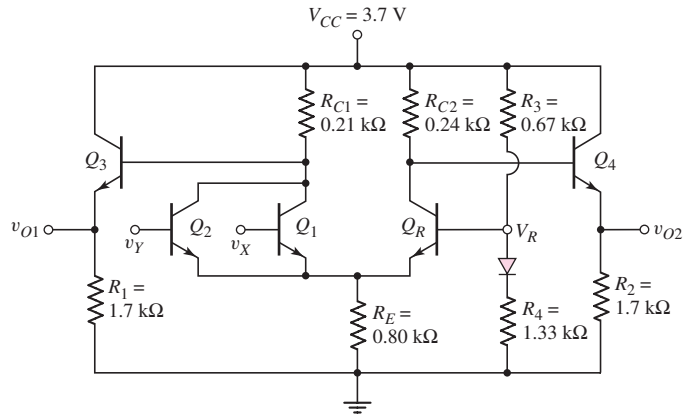 V_CC = 3.7 V
R_C1 =
0.21 kΩ
R_C2 =
0.24 kΩ
R_3 =
0.67 kΩ
Q_3
Q_4
v_O1
v_Y
Q_2
v_X
Q_1
Q_R
V_R
v_O2
R_1 =
1.7 kΩ
R_E =
0.80 kΩ
R_4 =
1.33 kΩ
R_2 =
1.7 kΩ